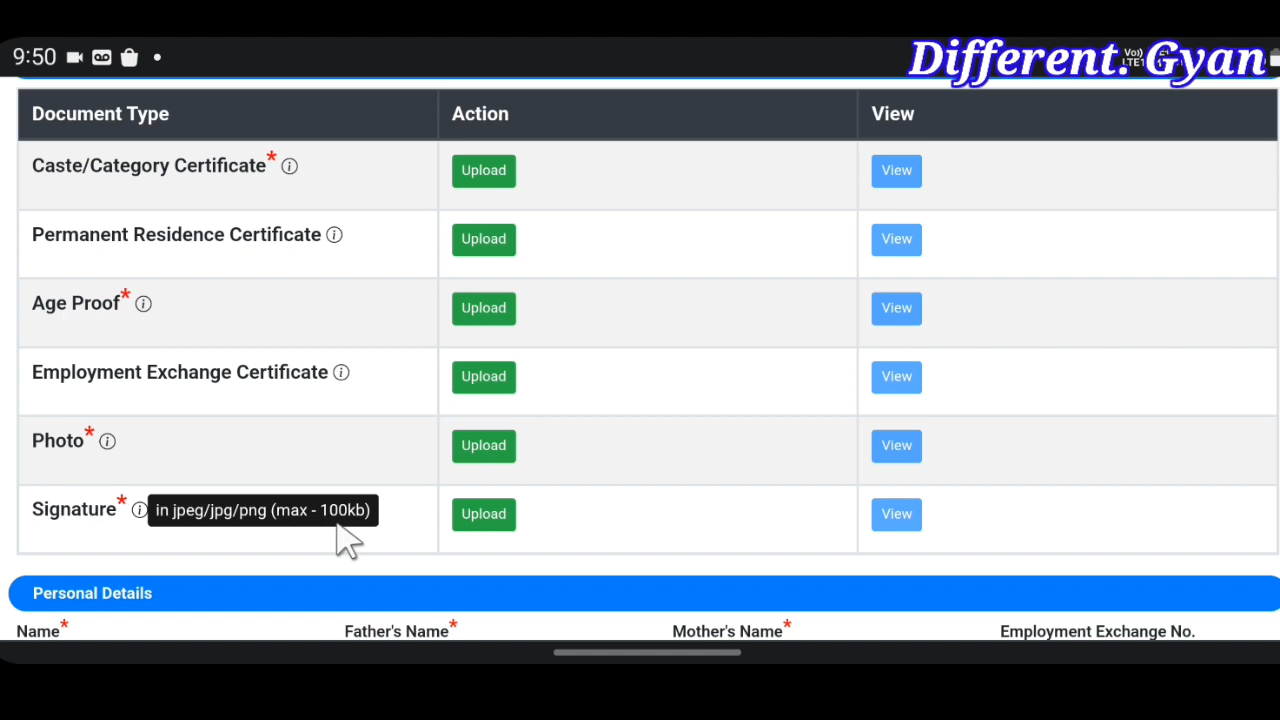 9:50
Different. Gyan
Document Type Action View
Caste/Category Certificate* Upload View
Permanent Residence Certificate Upload View
Age Proof* Upload View
Employment Exchange Certificate Upload View
Photo* Upload View
Signature* in jpeg/jpg/png (max - 100kb) Upload View
Personal Details
Name* Father's Name* Mother's Name* Employment Exchange No.